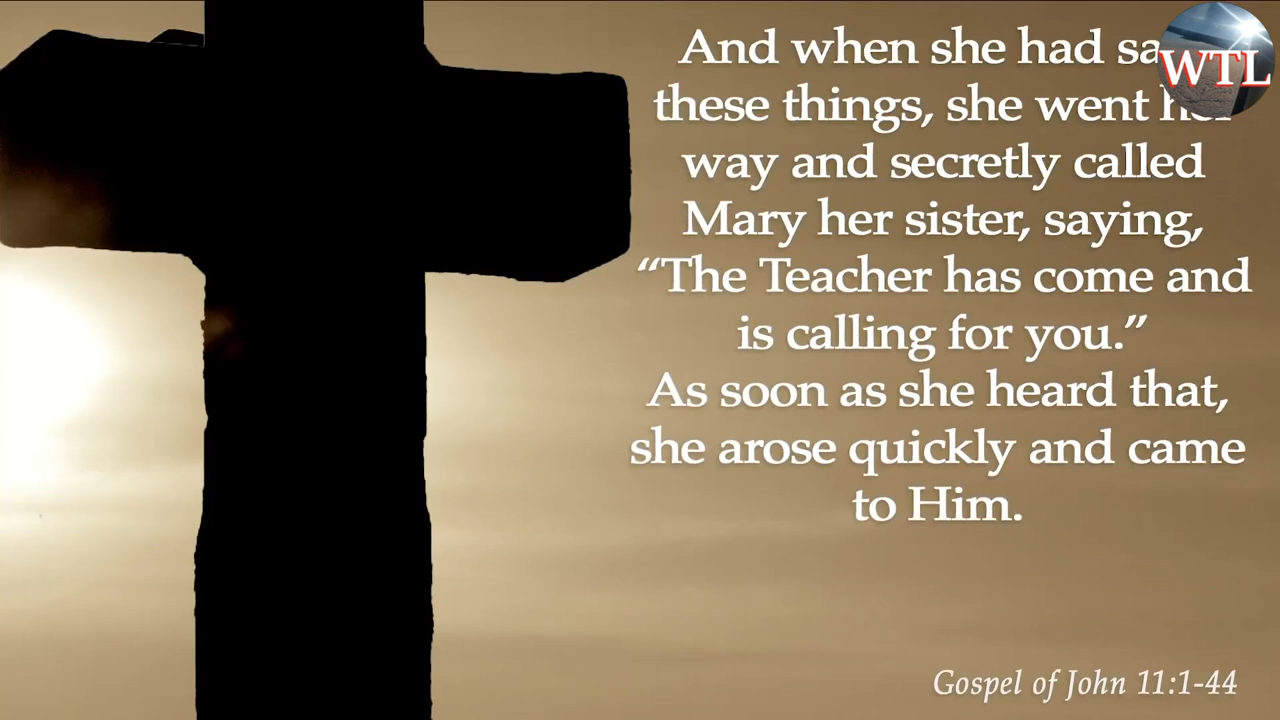 And when she had
these things, she went
way and secretly called
Mary her sister, saying,
“The Teacher has come and
is calling for you.”
As soon as she heard that,
she arose quickly and came
to Him.
WTL
Gospel of John 11:1-44